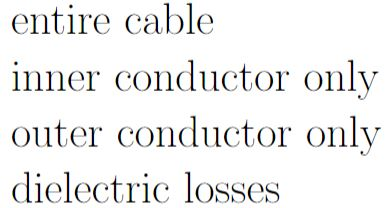 entire cable
inner conductor only
outer conductor only
dielectric losses